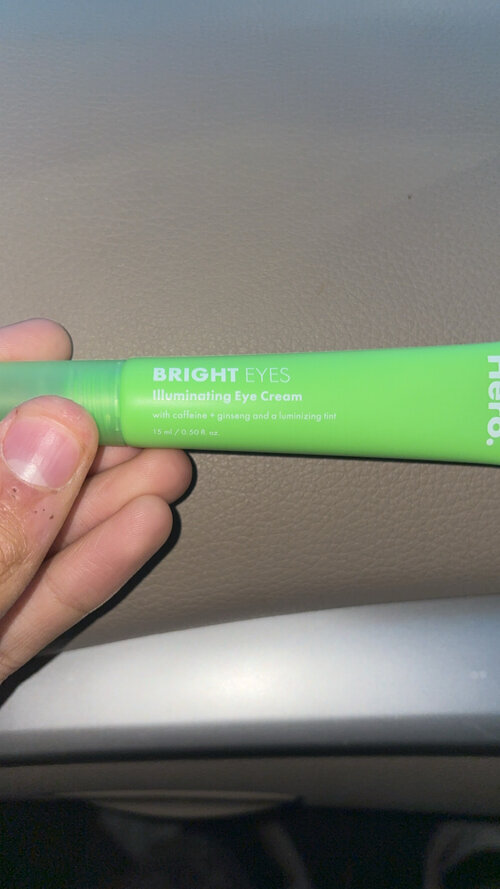 BRIGHT EYES
Illuminating Eye Cream
with caffeine + ginseng and a luminizing tint
15 ml / 0.50 fl. oz.
Hero.